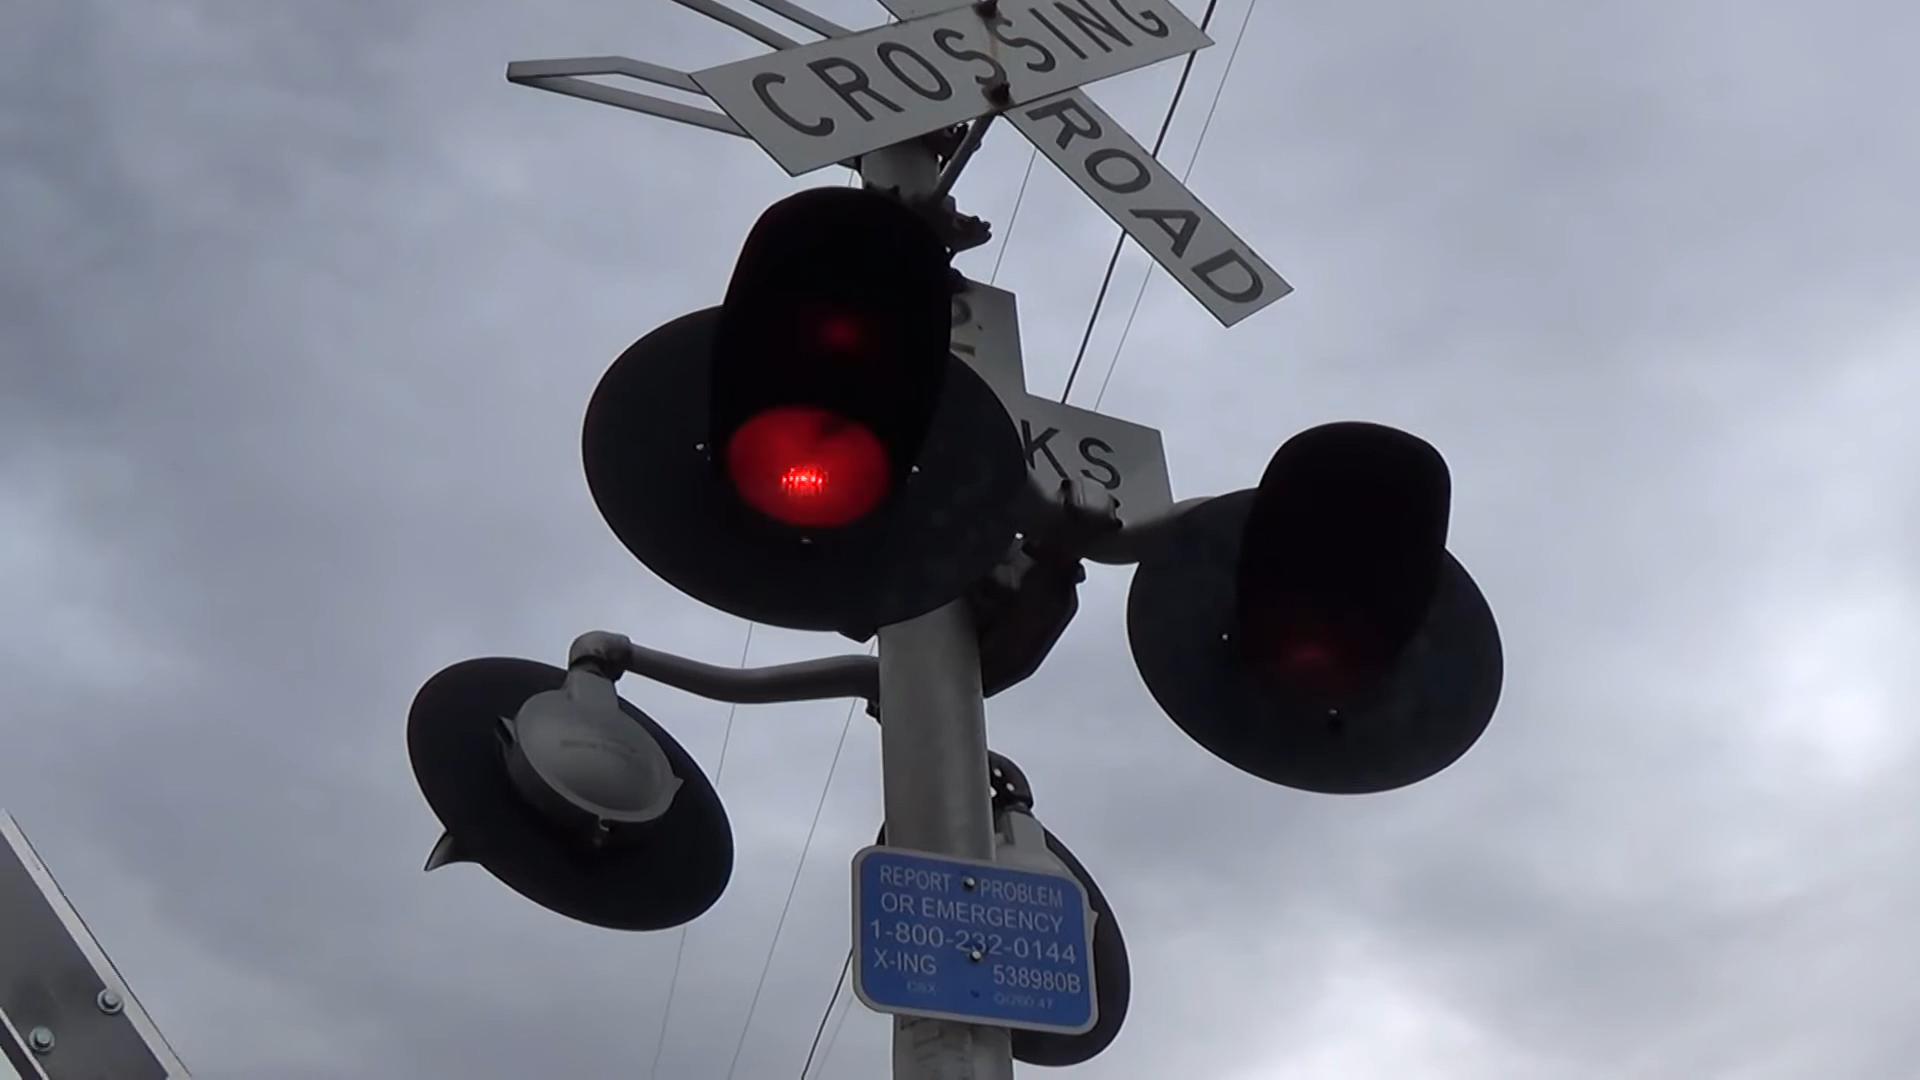 CROSSING
ROAD
KS
REPORT PROBLEM
OR EMERGENCY
1-800-232-0144
X-ING 538980B
CSX